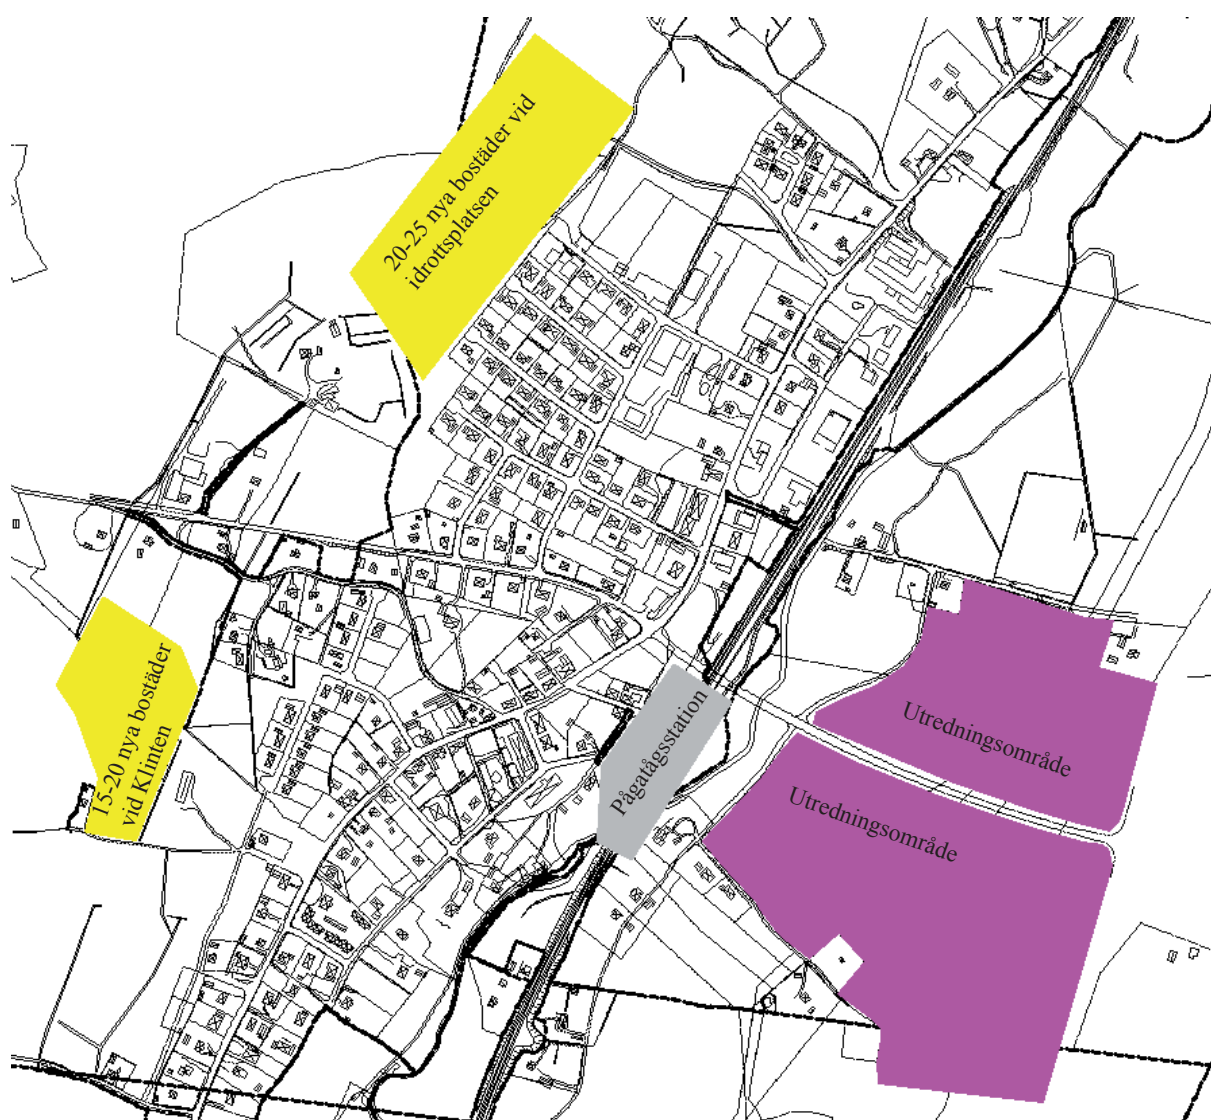 20-25 nya bostäder vid
idrottsplatsen
15-20 nya bostäder
vid Klinten
Pågatågsstation
Utredningsområde
Utredningsområde